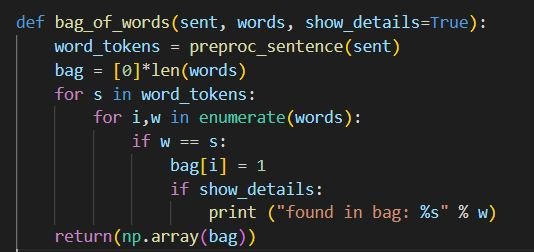 def bag_of_words(sent, words, show_details=True):
    word_tokens = preproc_sentence(sent)
    bag = [0]*len(words)
    for s in word_tokens:
        for i,w in enumerate(words):
            if w == s:
                bag[i] = 1
                if show_details:
                    print ("found in bag: %s" % w)
    return(np.array(bag))